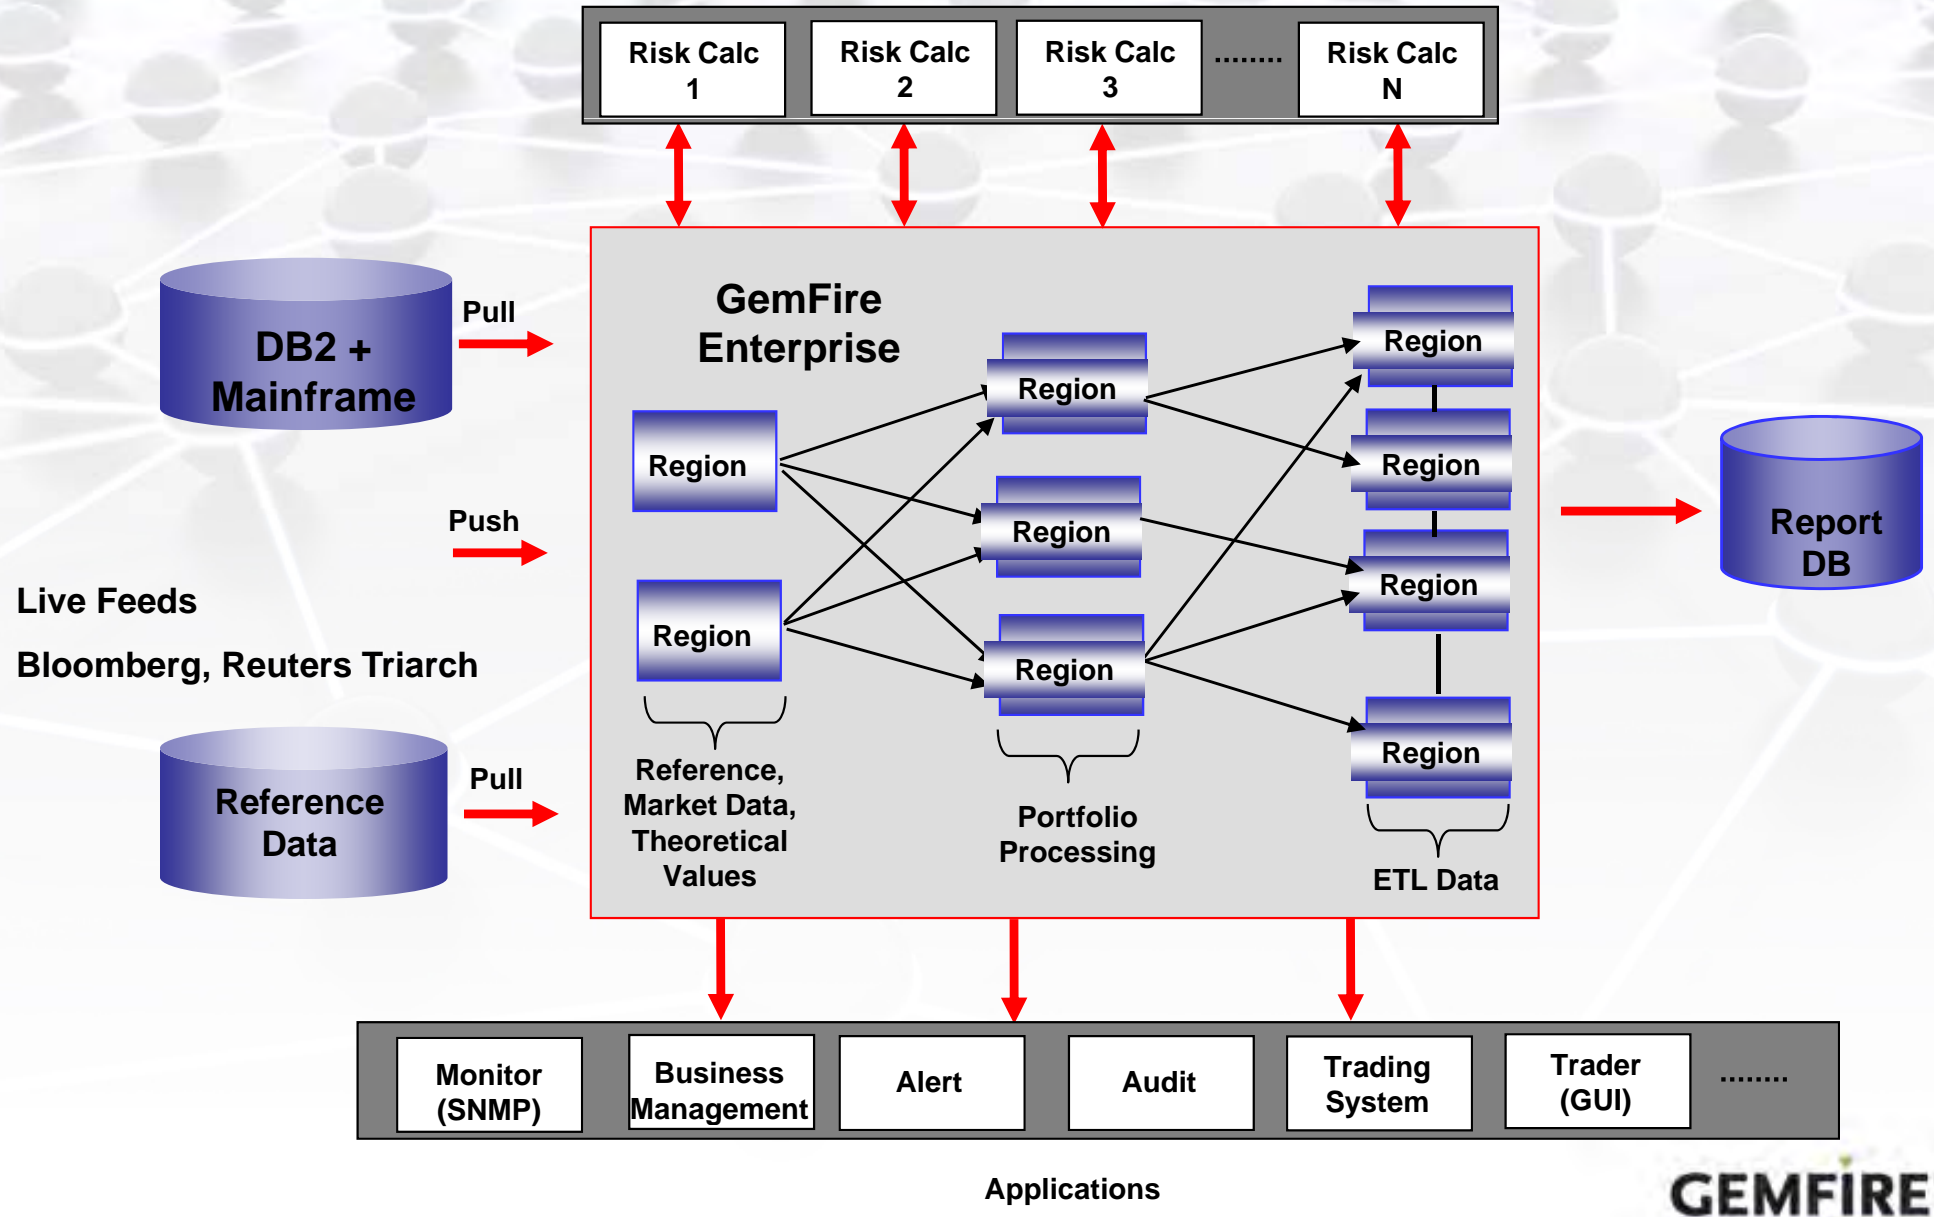 Risk Calc
1
Risk Calc
2
Risk Calc
3
........
Risk Calc
N
DB2 +
Mainframe
Pull
Push
Live Feeds
Bloomberg, Reuters Triarch
Reference
Data
Pull
GemFire
Enterprise
Region
Region
Reference,
Market Data,
Theoretical
Values
Region
Region
Region
Portfolio
Processing
Region
Region
Region
Region
ETL Data
Report
DB
Monitor
(SNMP)
Business
Management
Alert
Audit
Trading
System
Trader
(GUI)
........
Applications
GEMFIRE